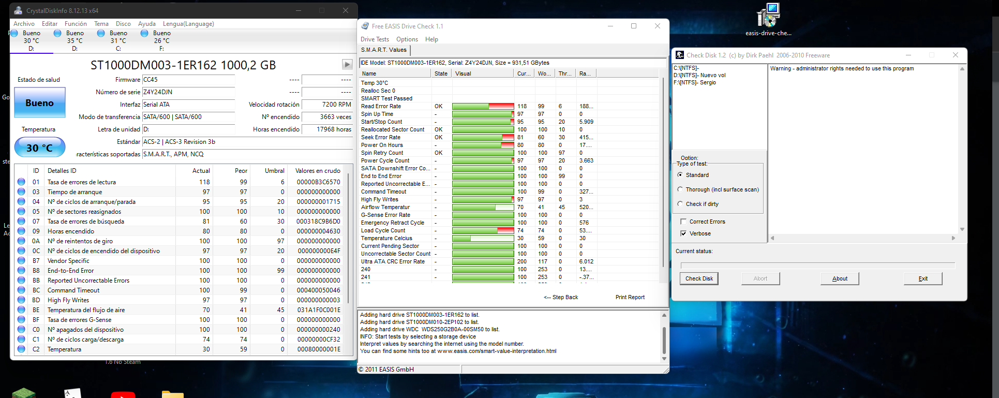 CrystalDiskInfo 8.12.13 x64
Archivo Editar Función Tema Disco Ayuda Lengua(Language)
Bueno Bueno Bueno Bueno
30 °C 35 °C 31 °C 26 °C
D: D: C: F:
ST1000DM003-1ER162 1000,2 GB
Estado de salud
Bueno
Temperatura
30 °C
Firmware CC45 ---- ----
Número de serie Z4Y24DJN ---- ----
Interfaz Serial ATA Velocidad rotación 7200 RPM
Modo de transferencia SATA/600 | SATA/600 Nº encendido 3663 veces
Letra de unidad D: Horas encendido 17968 horas
Estándar ACS-2 | ACS-3 Revision 3b
aracterísticas soportadas S.M.A.R.T., APM, NCQ
ID Detalles ID Actual Peor Umbral Valores en crudo
01 Tasa de errores de lectura 118 99 6 00000B3C6570
03 Tiempo de arranque 97 97 0 000000000000
04 Nº de ciclos de arranque/parada 95 95 20 000000001715
05 Nº de sectores reasignados 100 100 10 000000000000
07 Tasa de errores de búsqueda 81 60 30 000318C9B6D0
09 Horas encendido 80 80 0 000000004630
0A Nº de reintentos de giro 100 100 97 000000000000
0C Nº de ciclos de encendido del dispositivo 97 97 20 000000000E4F
B7 Vendor Specific 100 100 0 000000000000
B8 End-to-End Error 100 100 99 000000000000
BB Reported Uncorrectable Errors 100 100 0 000000000000
BC Command Timeout 100 99 0 000400050046
BD High Fly Writes 97 97 0 000000000003
BE Temperatura del flujo de aire 70 41 45 031A1F0C001E
BF Tasa de errores G-Sense 100 100 0 000000000000
C0 Nº apagados del dispositivo 100 100 0 000000000240
C1 Nº de ciclos carga/descarga 74 74 0 00000000CF32
C2 Temperatura 30 59 0 00080000001E
1.6 No Steam
Free EASIS Drive Check 1.1
Drive Tests Options Help
S.M.A.R.T. Values
IDE Model: ST1000DM003-1ER162, Serial: Z4Y24DJN, Size = 931,51 GBytes
Name State Visual Cur... Wo... Thr... Ra...
Temp 30°C
Realloc Sec 0
SMART Test Passed
Read Error Rate OK 118 99 6 188...
Spin Up Time - 97 97 0 0
Start/Stop Count - 95 95 20 5.909
Reallocated Sector Count OK 100 100 10 0
Seek Error Rate OK 81 60 30 415...
Power On Hours - 80 80 0 17....
Spin Retry Count OK 100 100 97 0
Power Cycle Count - 97 97 20 3.663
SATA Downshift Error Co... - 100 100 0 0
End to End Error - 100 100 99 0
Reported Uncorrectable E... - 100 100 0 0
Command Timeout - 100 99 0 327...
High Fly Writes - 97 97 0 3
Airflow Temperatur - 70 41 45 520...
G-Sense Error Rate - 100 100 0 0
Emergency Retract Cycle - 100 100 0 576
Load Cycle Count - 74 74 0 53....
Temperature Celcius - 30 59 0 30
Current Pending Sector - 100 100 0 0
Uncorrectable Sector Count - 100 100 0 0
Ultra ATA CRC Error Rate - 200 117 0 6.012
240 - 100 253 0 13....
241 - 100 253 0 -.37...
<-- Step Back Print Report
Adding hard drive ST1000DM003-1ER162 to list.
Adding hard drive ST1000DM010-2EP102 to list.
Adding hard drive WDC WDS250G2B0A-00SM50 to list.
INFO: Start tests by selecting a storage device
Interpret values by searching the internet using the model number.
You can find some hints too at www.easis.com/smart-value-interpretation.html
© 2011 EASIS GmbH
easis-drive-che...
Check Disk 1.2 (c) by Dirk Paehl 2006-2010 Freeware
C:\[NTFS]-
D:\[NTFS]- Nuevo vol
F:\[NTFS]- Sergio
Warning - administrator rights needed to use this program
Option:
Type of test:
Standard
Thorough (incl surface scan)
Check if dirty
Correct Errors
Verbose
Current status:
Check Disk Abort About Exit